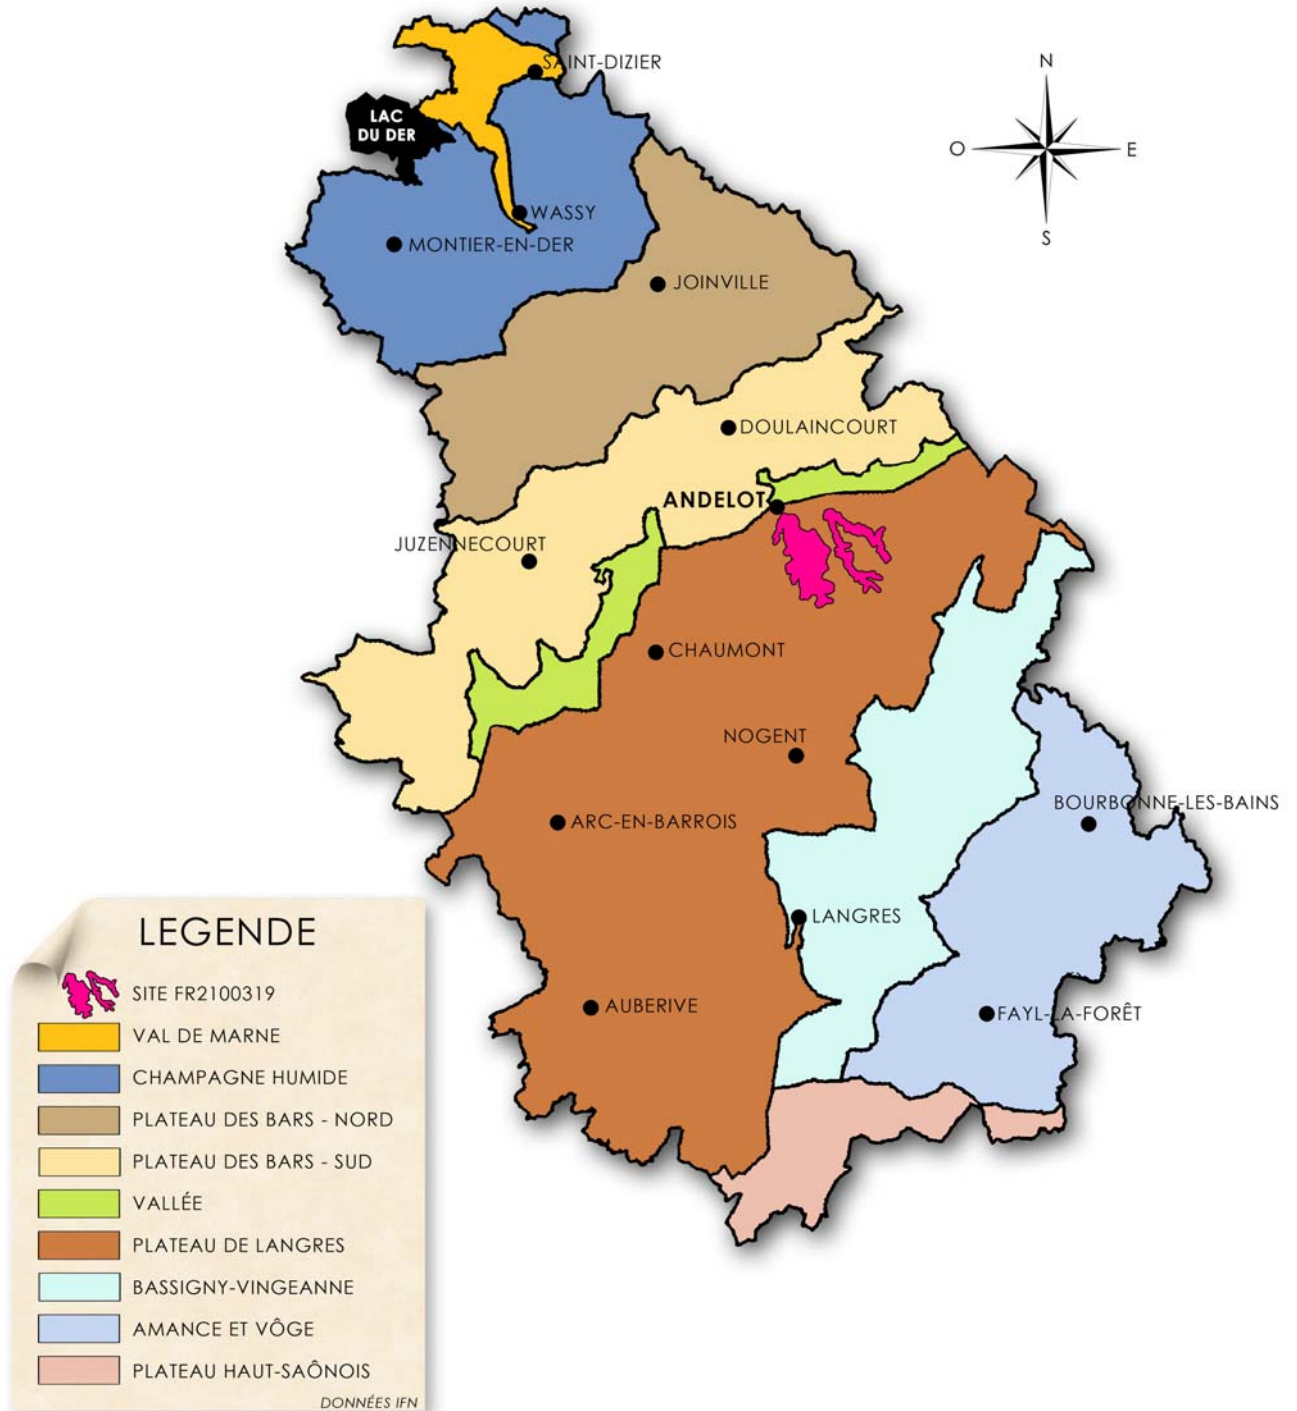 SAINT-DIZIER
N
LAC
DU DER
O
E
WASSY
S
MONTIER-EN-DER
JOINVILLE
DOULAINCOURT
ANDELOT
JUZENNECOURT
CHAUMONT
NOGENT
BOURBONNE-LES-BAINS
ARC-EN-BARROIS
LANGRES
AUBERIVE
FAYL-LA-FORÊT
LEGENDE
SITE FR2100319
VAL DE MARNE
CHAMPAGNE HUMIDE
PLATEAU DES BARS - NORD
PLATEAU DES BARS - SUD
VALLÉE
PLATEAU DE LANGRES
BASSIGNY-VINGEANNE
AMANCE ET VÔGE
PLATEAU HAUT-SAÔNOIS
DONNÉES IFN